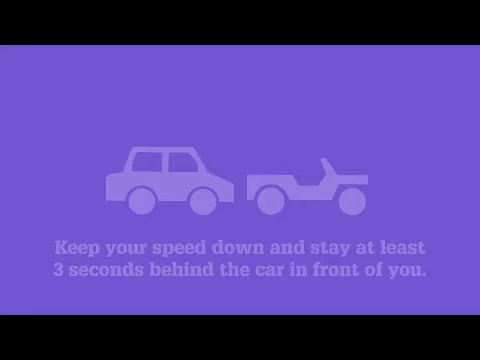 Keep your speed down and stay at least
3 seconds behind the car in front of you.